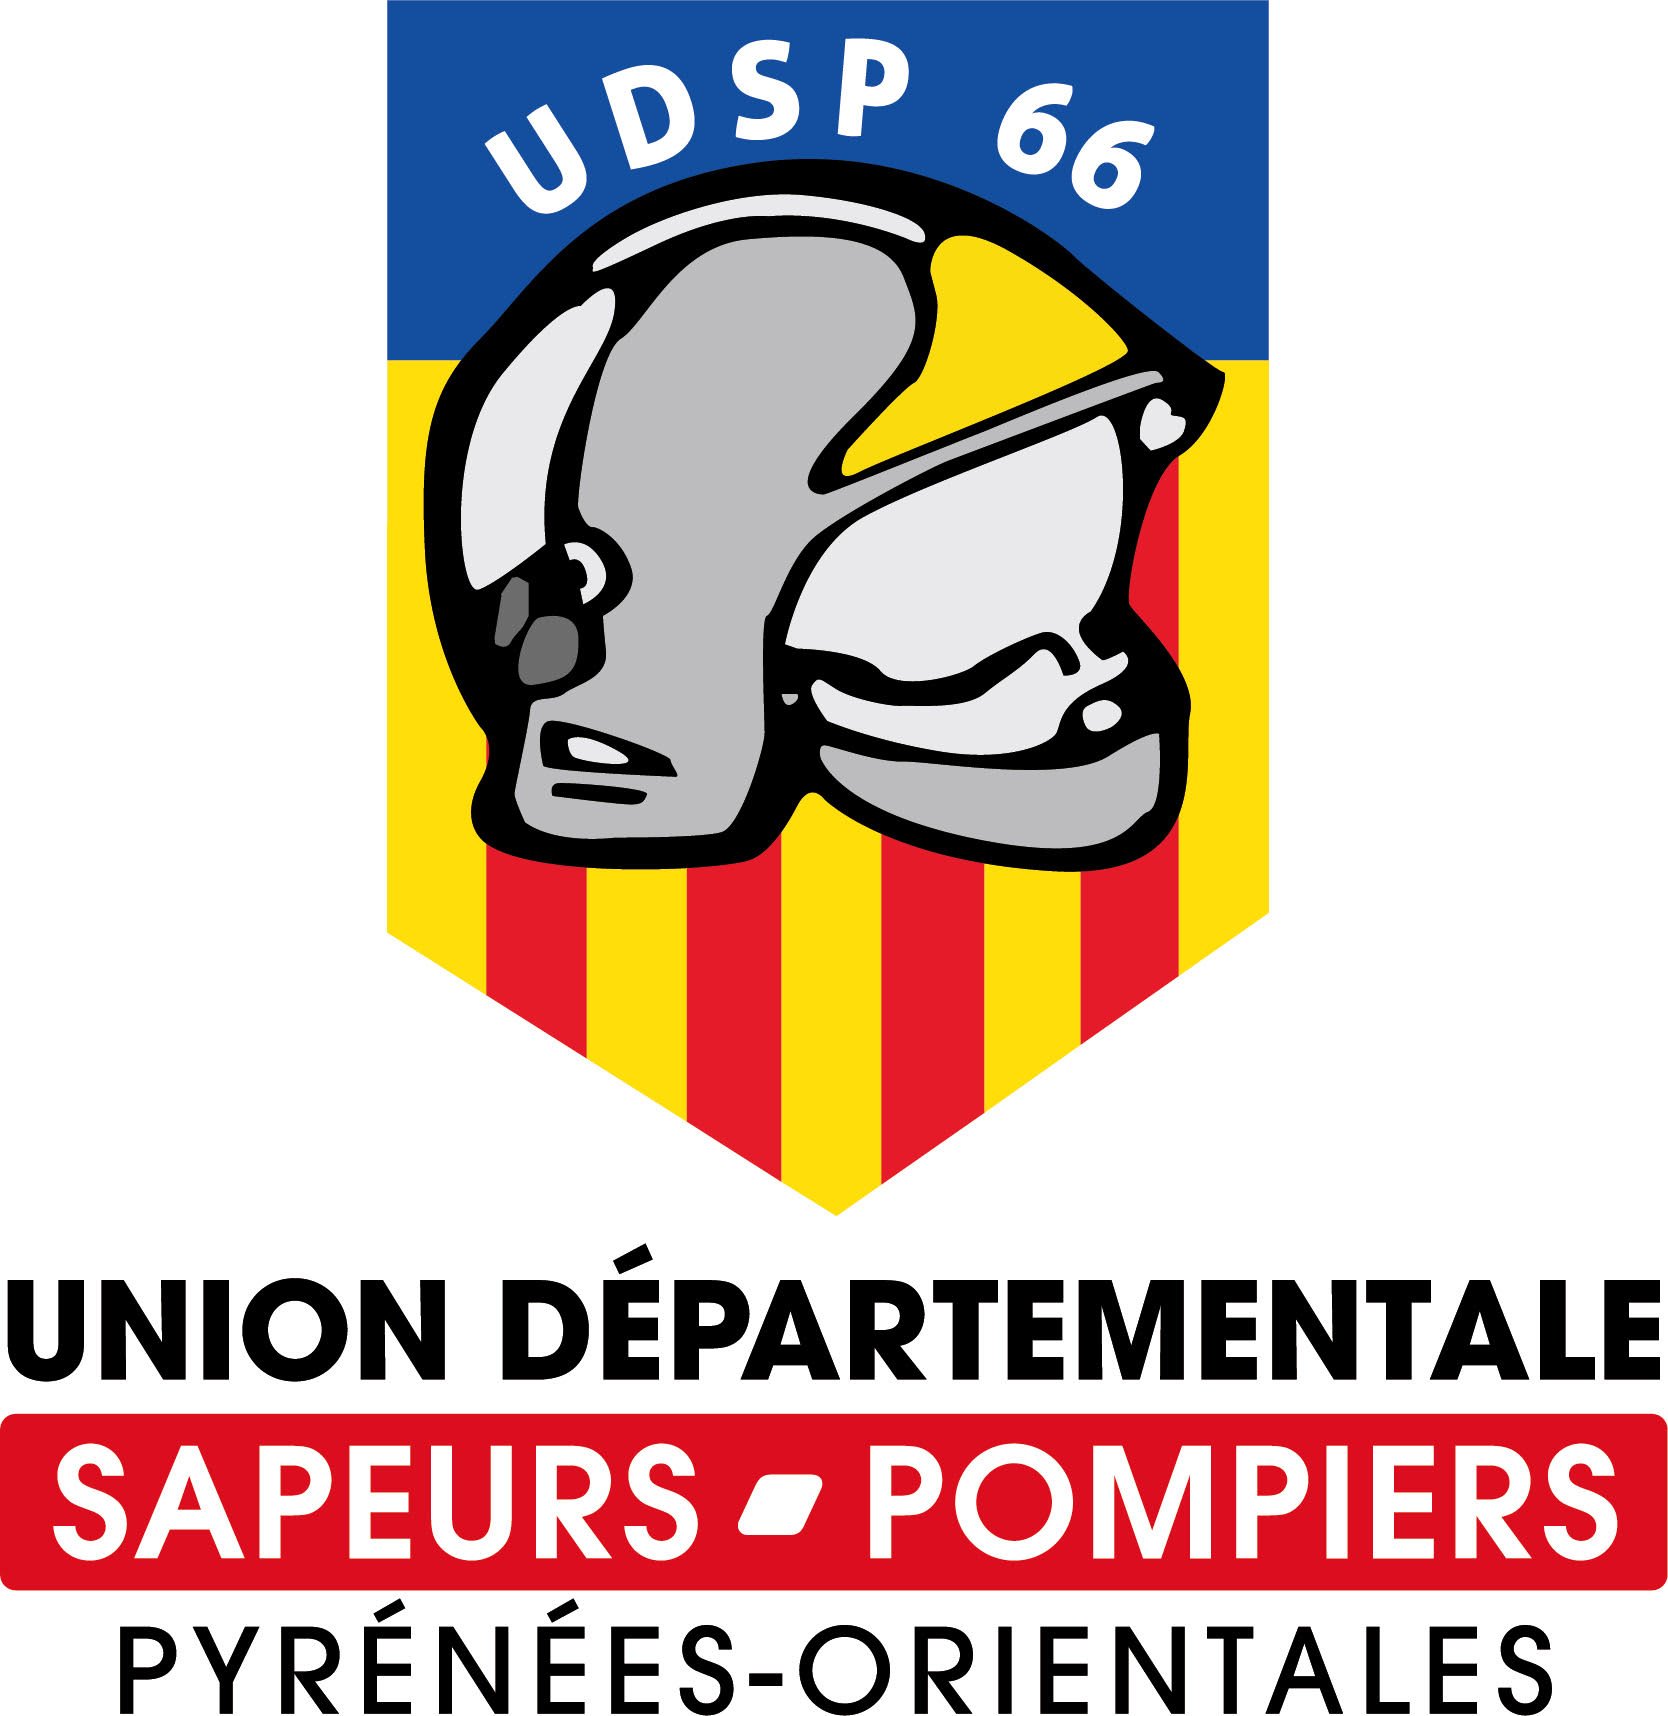 UDSP 66
UNION DÉPARTEMENTALE
SAPEURS-POMPIERS
PYRÉNÉES-ORIENTALES